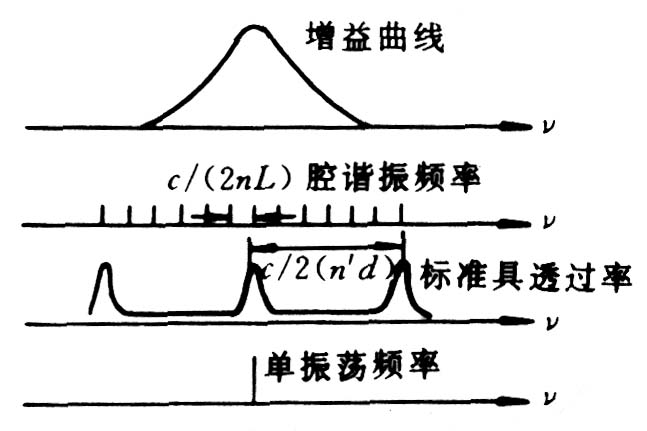 增益曲线
ν
c/(2nL) 腔谐振频率
ν
c/2(n'd) 标准具透过率
ν
单振荡频率
ν